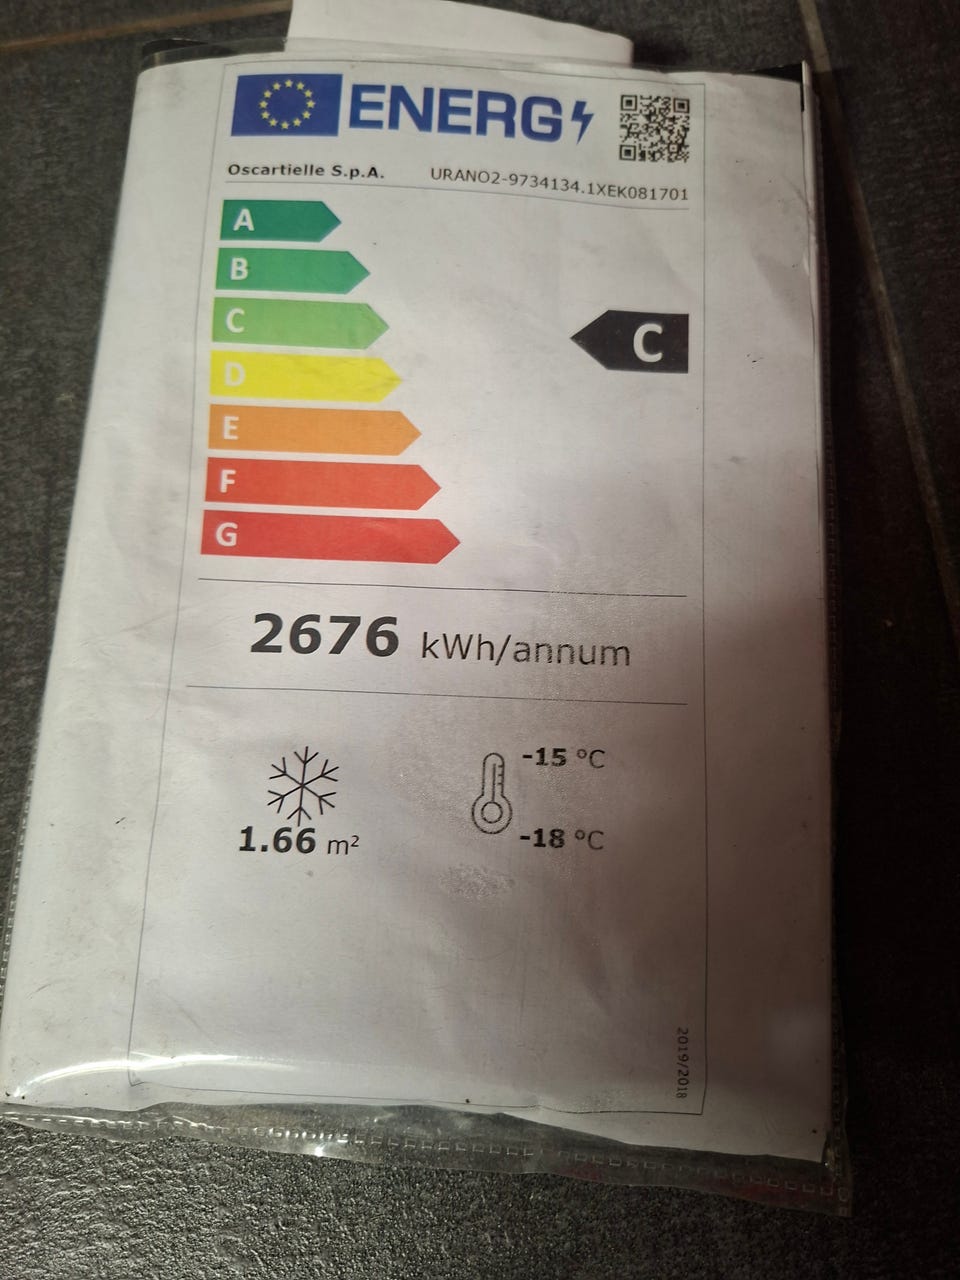 ENERG
Oscartielle S.p.A. URANO2-9734134.1XEK081701
A
B
C
C
D
E
F
G
2676 kWh/annum
-15 °C
1.66 m²
-18 °C
2019/2018